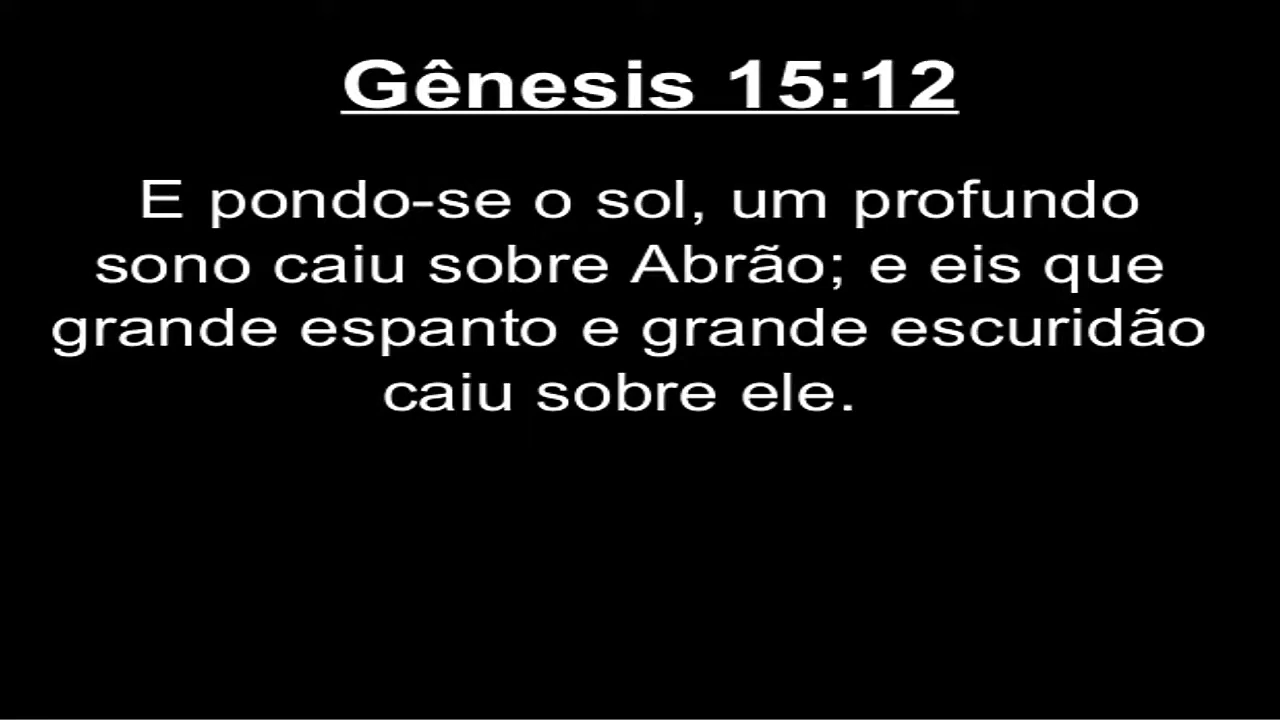 Gênesis 15:12
E pondo-se o sol, um profundo
sono caiu sobre Abrão; e eis que
grande espanto e grande escuridão
caiu sobre ele.